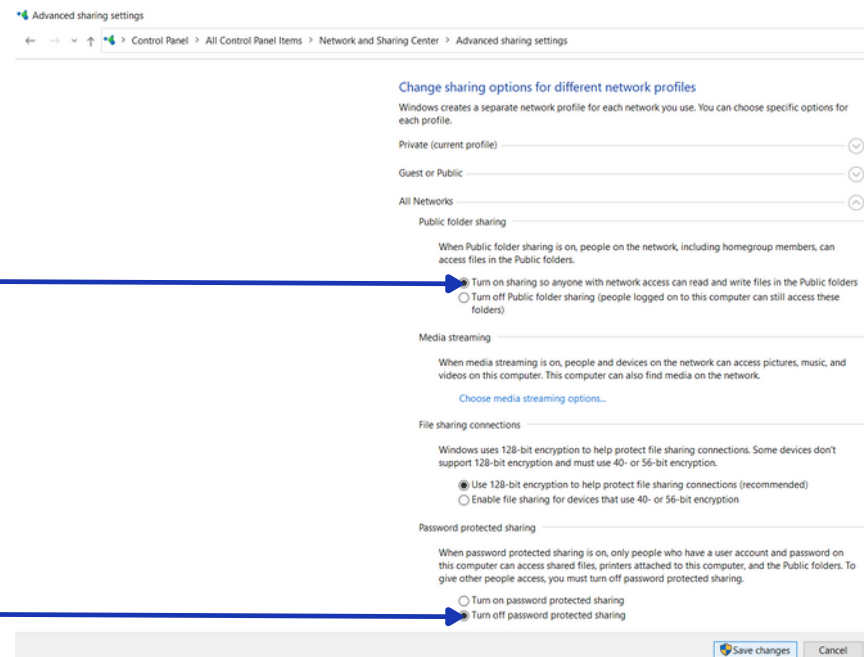 Advanced sharing settings
Control Panel > All Control Panel Items > Network and Sharing Center > Advanced sharing settings
Change sharing options for different network profiles
Windows creates a separate network profile for each network you use. You can choose specific options for
each profile.
Private (current profile)
Guest or Public
All Networks
Public folder sharing
When Public folder sharing is on, people on the network, including homegroup members, can
access files in the Public folders.
Turn on sharing so anyone with network access can read and write files in the Public folders
Turn off Public folder sharing (people logged on to this computer can still access these
folders)
Media streaming
When media streaming is on, people and devices on the network can access pictures, music, and
videos on this computer. This computer can also find media on the network.
Choose media streaming options...
File sharing connections
Windows uses 128-bit encryption to help protect file sharing connections. Some devices don't
support 128-bit encryption and must use 40- or 56-bit encryption.
Use 128-bit encryption to help protect file sharing connections (recommended)
Enable file sharing for devices that use 40- or 56-bit encryption
Password protected sharing
When password protected sharing is on, only people who have a user account and password on
this computer can access shared files, printers attached to this computer, and the Public folders. To
give other people access, you must turn off password protected sharing.
Turn on password protected sharing
Turn off password protected sharing
Save changes Cancel